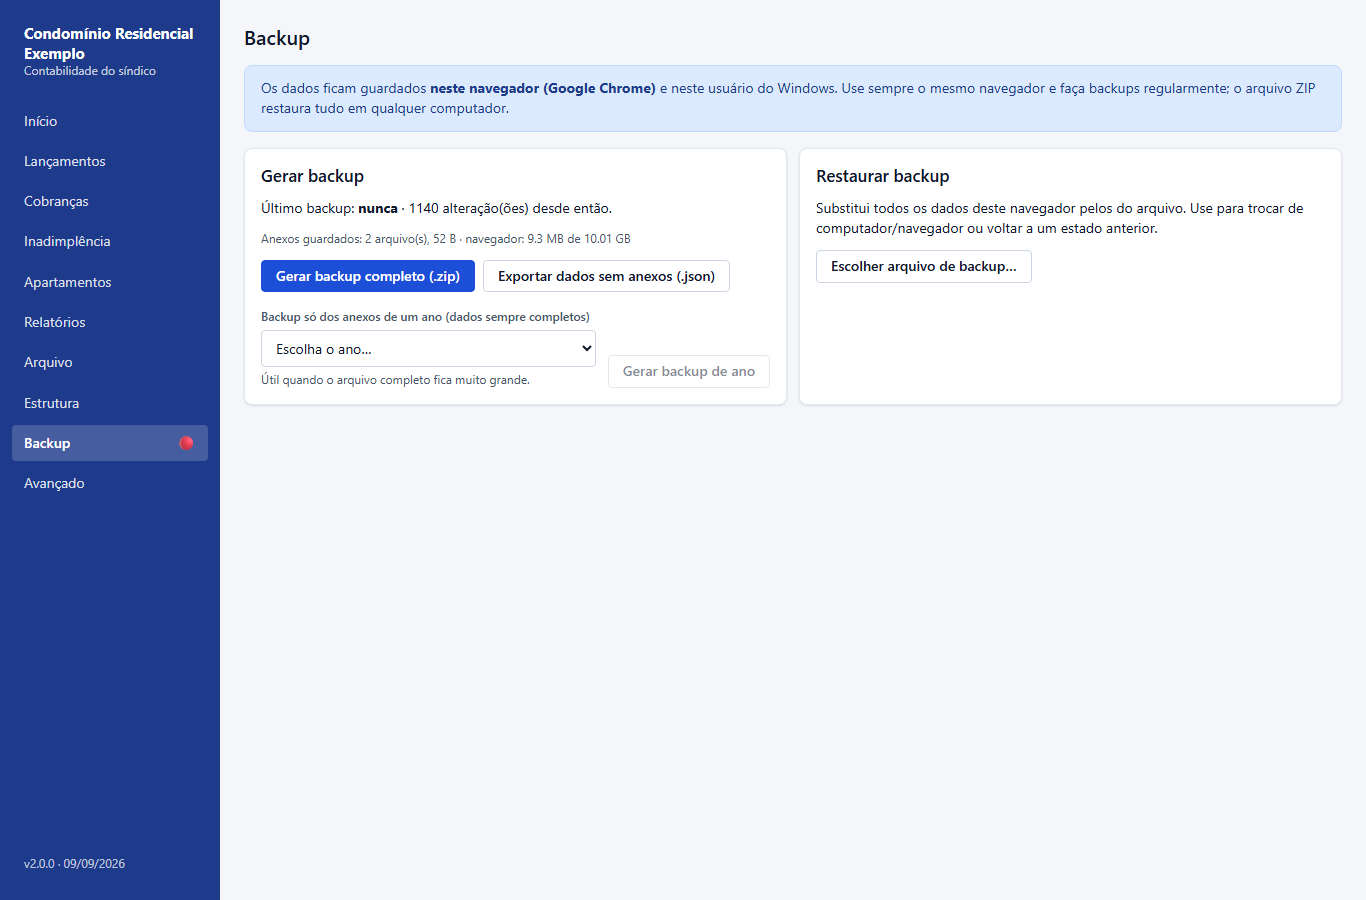 Condomínio Residencial
Exemplo
Contabilidade do síndico
Início
Lançamentos
Cobranças
Inadimplência
Apartamentos
Relatórios
Arquivo
Estrutura
Backup
Avançado
v2.0.0 · 09/09/2026
Backup
Os dados ficam guardados neste navegador (Google Chrome) e neste usuário do Windows. Use sempre o mesmo navegador e faça backups regularmente; o arquivo ZIP
restaura tudo em qualquer computador.
Gerar backup
Último backup: nunca · 1140 alteração(ões) desde então.
Anexos guardados: 2 arquivo(s), 52 B · navegador: 9.3 MB de 10.01 GB
Gerar backup completo (.zip)
Exportar dados sem anexos (.json)
Backup só dos anexos de um ano (dados sempre completos)
Escolha o ano...
Útil quando o arquivo completo fica muito grande.
Gerar backup de ano
Restaurar backup
Substitui todos os dados deste navegador pelos do arquivo. Use para trocar de
computador/navegador ou voltar a um estado anterior.
Escolher arquivo de backup...